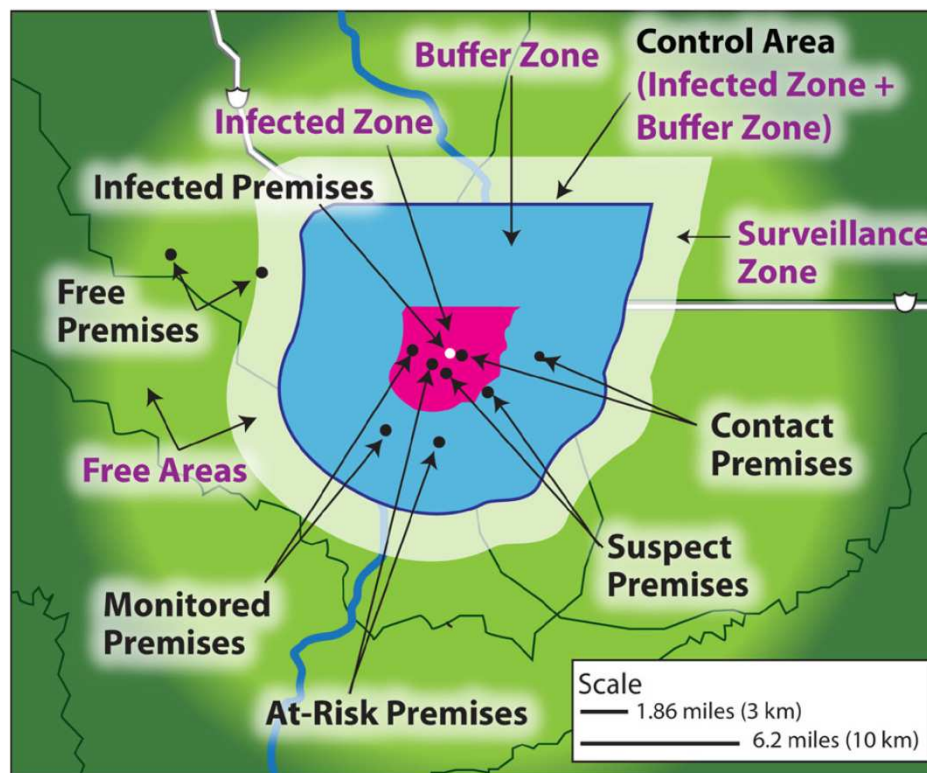 Buffer Zone
Control Area
(Infected Zone +
Buffer Zone)
Infected Zone
Infected Premises
Surveillance
Zone
Free
Premises
Contact
Premises
Free Areas
Suspect
Premises
Monitored
Premises
At-Risk Premises
Scale
1.86 miles (3 km)
6.2 miles (10 km)